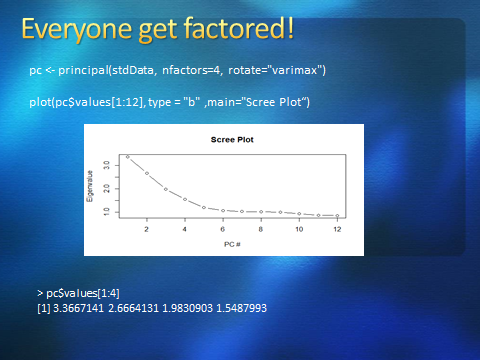 Everyone get factored!
pc <- principal(stdData, nfactors=4, rotate="varimax")
plot(pc$values[1:12], type = "b" ,main="Scree Plot“)
Scree Plot
Eigenvalue
3.0
2.0
1.0
2 4 6 8 10 12
PC #
> pc$values[1:4]
[1] 3.3667141 2.6664131 1.9830903 1.5487993